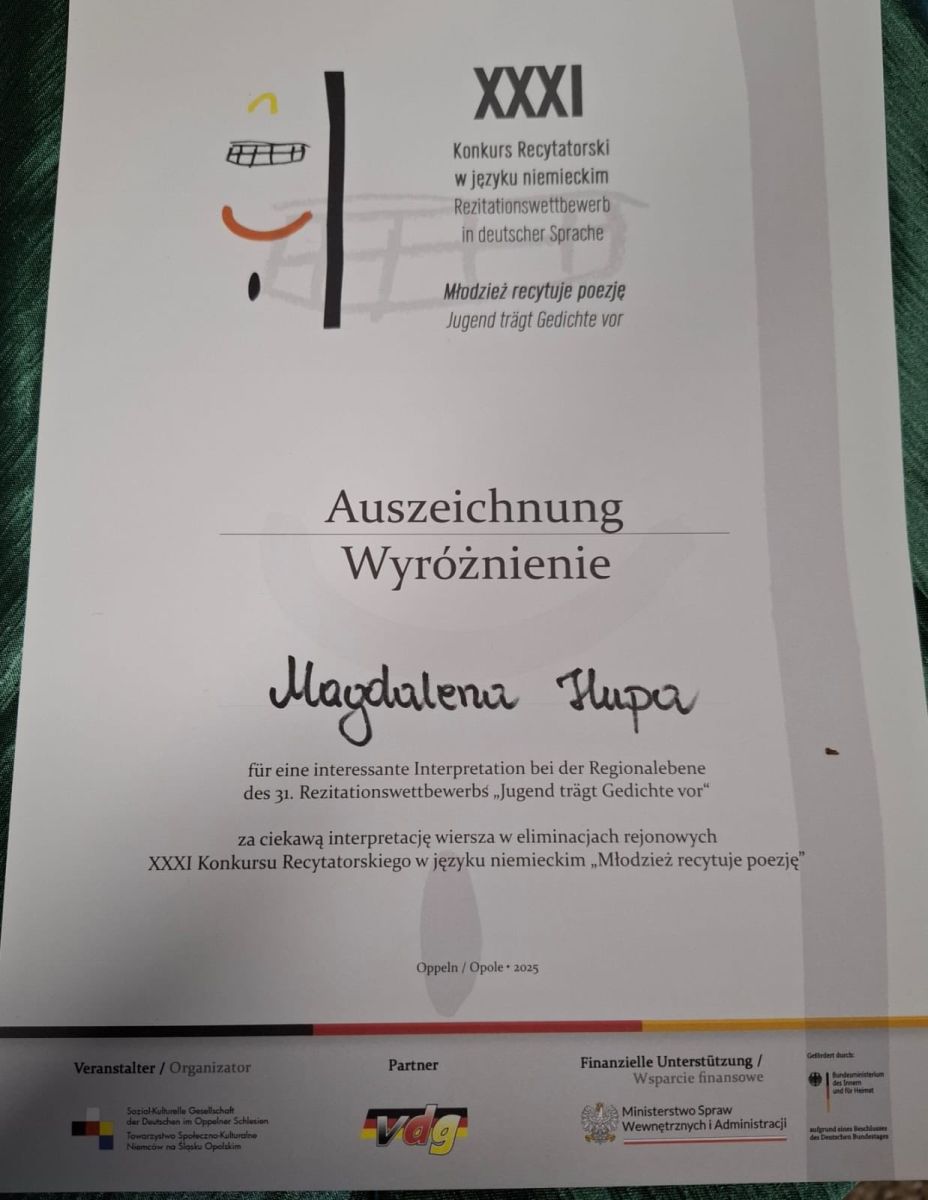 XXXI
Konkurs Recytatorski
w języku niemieckim
Rezitationswettbewerb
in deutscher Sprache
Młodzież recytuje poezję
Jugend trägt Gedichte vor
Auszeichnung
Wyróżnienie
Magdalena Hupa
für eine interessante Interpretation bei der Regionalebene
des 31. Rezitationswettbewerbs „Jugend trägt Gedichte vor“
za ciekawą interpretację wiersza w eliminacjach rejonowych
XXXI Konkursu Recytatorskiego w języku niemieckim „Młodzież recytuje poezję”
Oppeln / Opole • 2025
Veranstalter / Organizator
Sozial-Kulturelle Gesellschaft
der Deutschen im Oppelner Schlesien
Towarzystwo Społeczno-Kulturalne
Niemców na Śląsku Opolskim
Partner
vdg
Finanzielle Unterstützung /
Wsparcie finansowe
Ministerstwo Spraw
Wewnętrznych i Administracji
Gefördert durch:
Bundesministerium
des Innern
und für Heimat
aufgrund eines Beschlusses
des Deutschen Bundestages